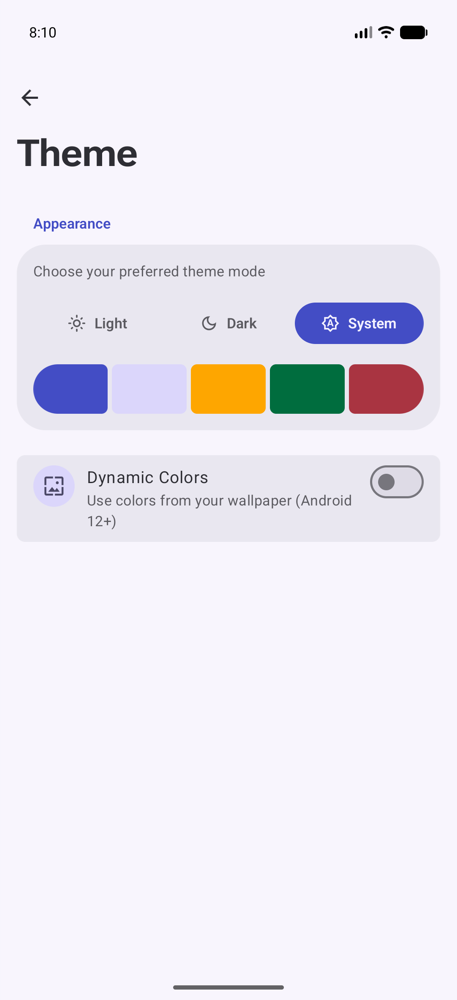 8:10
Theme
Appearance
Choose your preferred theme mode
Light
Dark
System
Dynamic Colors
Use colors from your wallpaper (Android
12+)